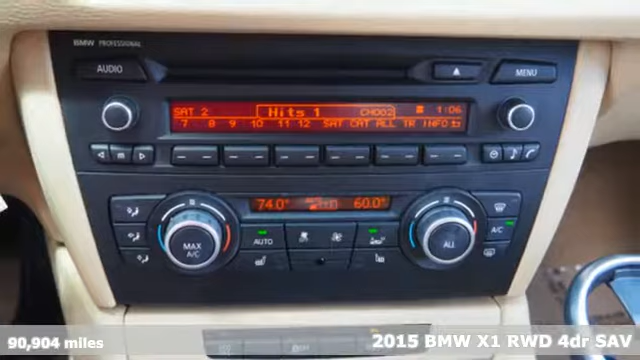 BMW PROFESSIONAL
AUDIO
MENU
SAT 2 Hits 1 CH002 1:06
7 8 9 10 11 12 SAT CAT ALL TR INFO
74.0° 60.0°
MAX A/C
AUTO
ALL
A/C
90,904 miles
2015 BMW X1 RWD 4dr SAV